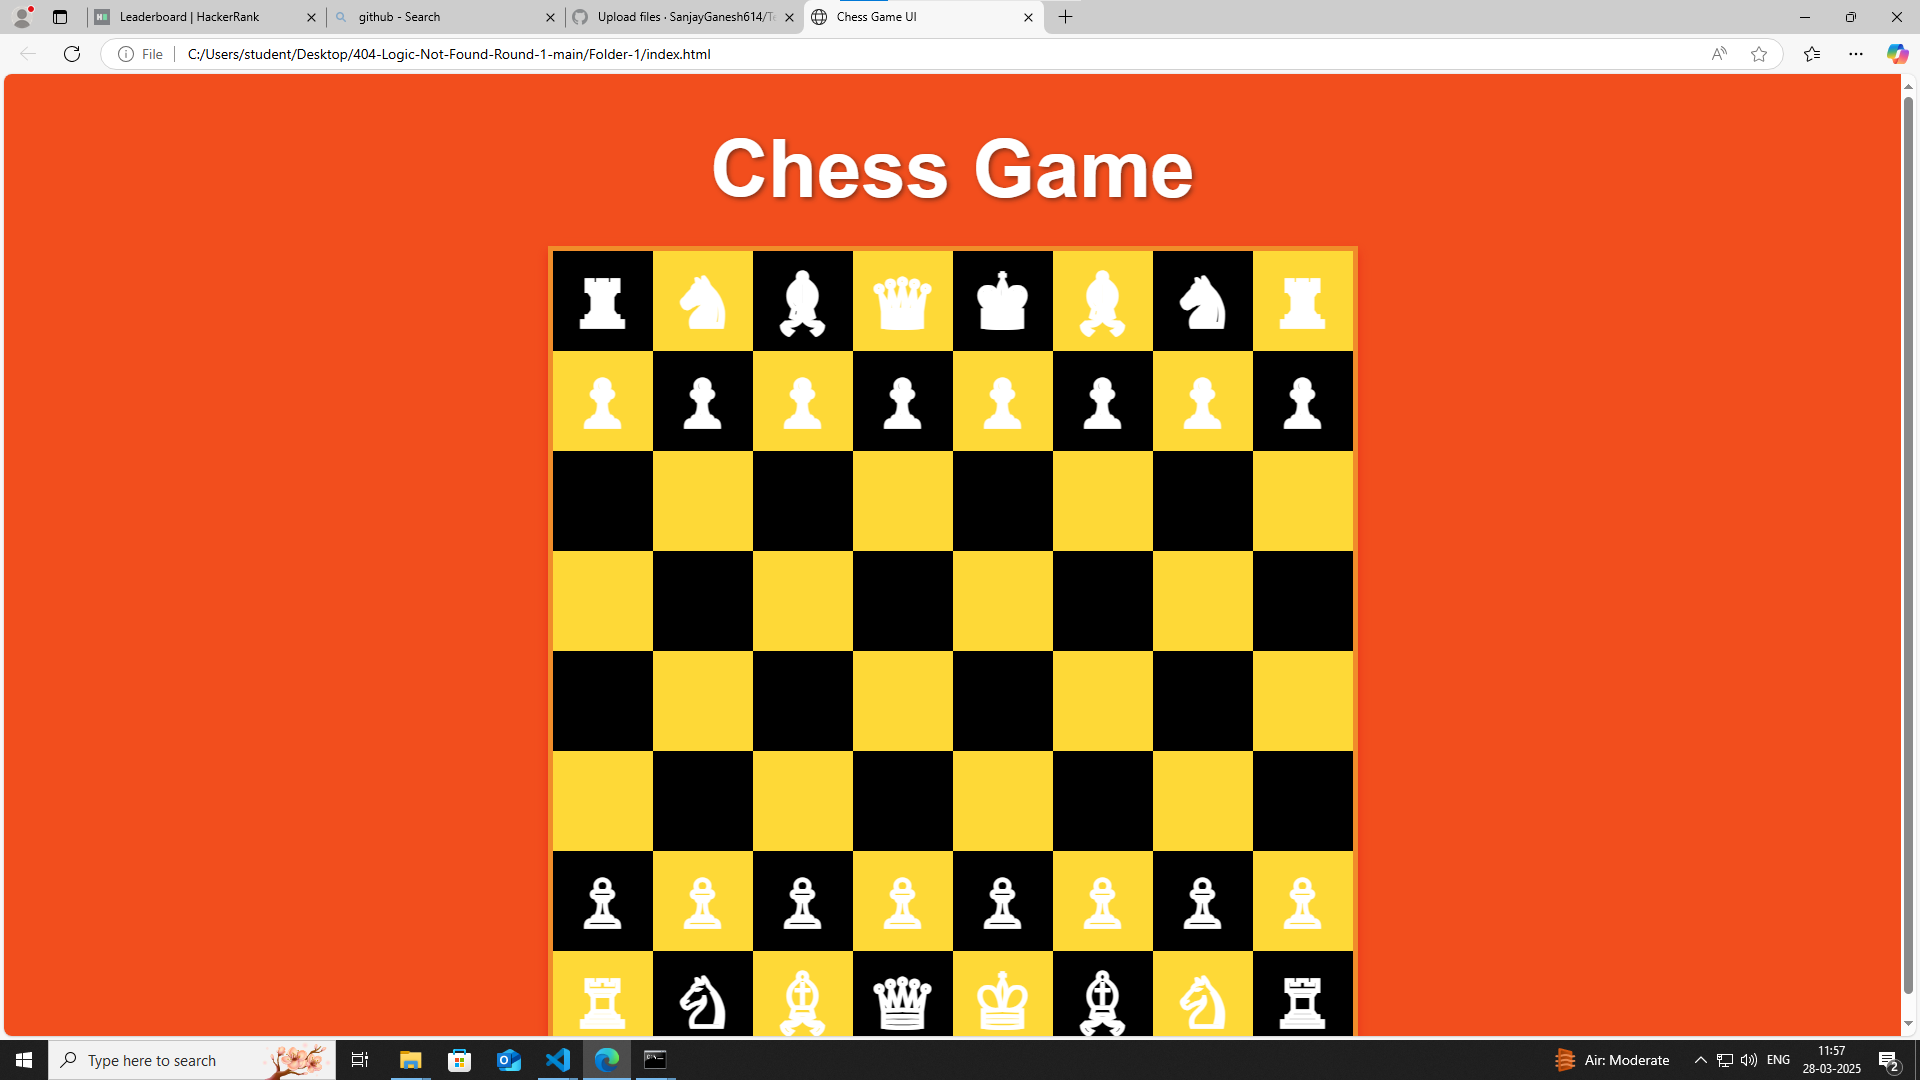 Leaderboard | HackerRank
github - Search
Upload files · SanjayGanesh614/Te
Chess Game UI
File
C:/Users/student/Desktop/404-Logic-Not-Found-Round-1-main/Folder-1/index.html
Chess Game
Type here to search
Air: Moderate
ENG
11:57
28-03-2025
2